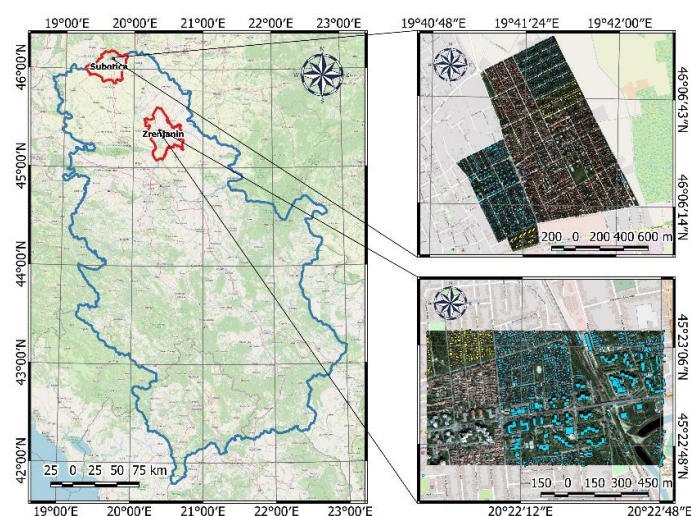 19°00'E 20°00'E 21°00'E 22°00'E 23°00'E
46°00'N
45°00'N
44°00'N
43°00'N
42°00'N
Subotica
Zrenjanin
25 0 25 50 75 km
19°00'E 20°00'E 21°00'E 22°00'E 23°00'E
19°40'48"E 19°41'24"E 19°42'00"E
46°06'43"N
46°06'14"N
200 0 200 400 600 m
45°23'06"N
45°22'48"N
150 0 150 300 450 m
20°22'12"E 20°22'48"E